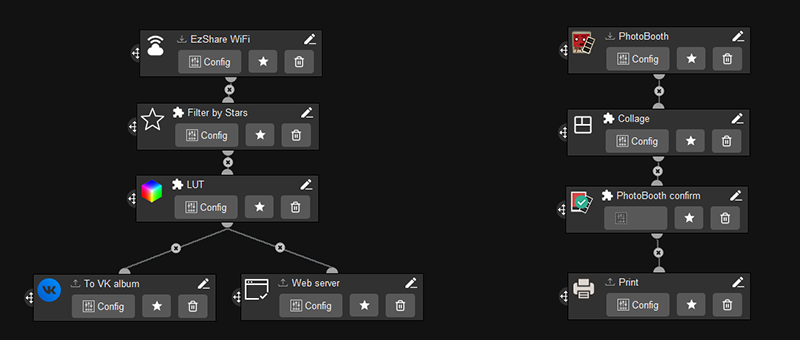 EzShare WiFi
Config
Filter by Stars
Config
LUT
Config
To VK album
Config
Web server
Config
PhotoBooth
Config
Collage
Config
PhotoBooth confirm
Print
Config